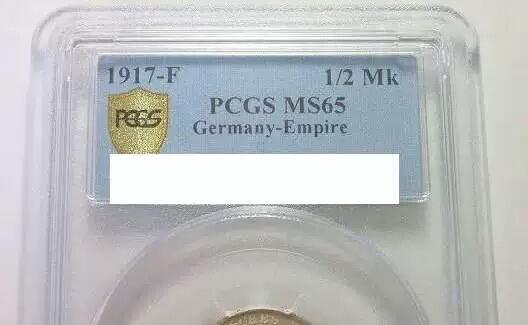 1917-F 1/2 Mk
PCGS MS65
PCGS
Germany-Empire